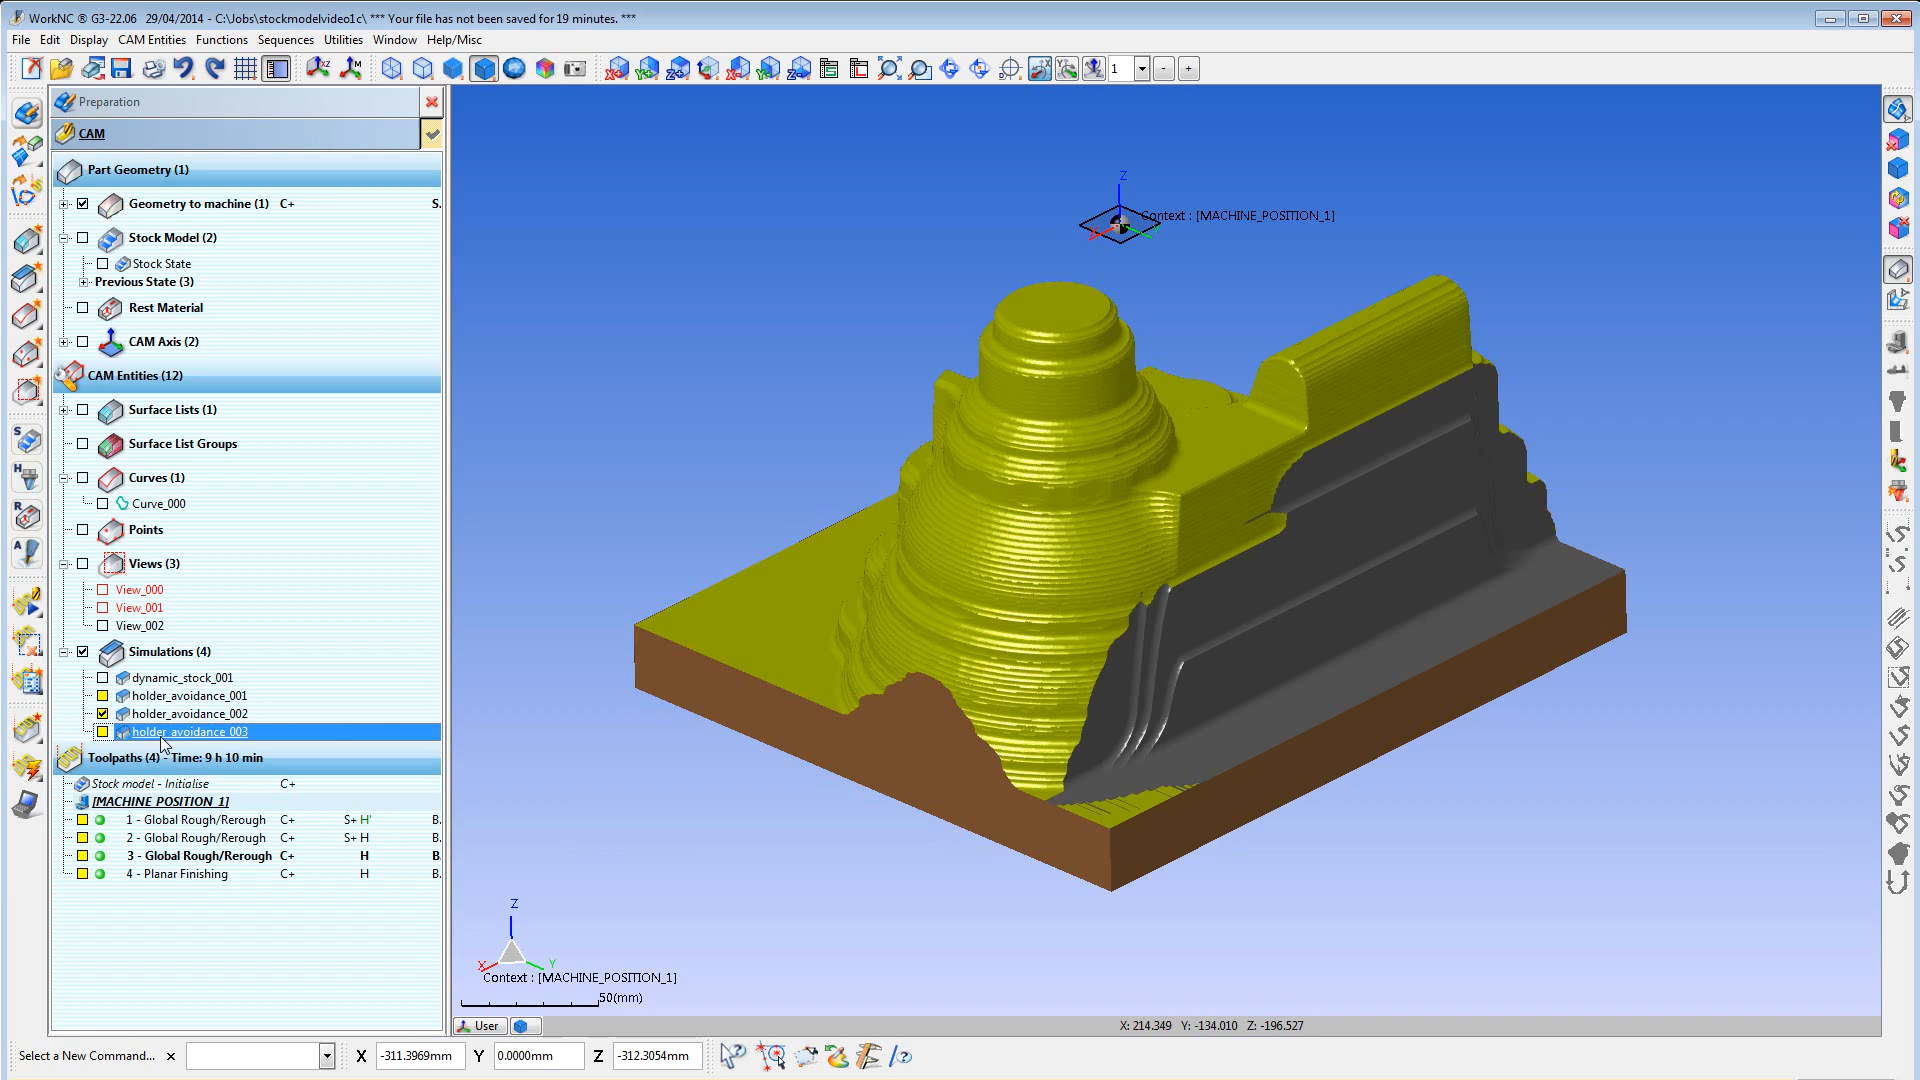 WorkNC ® G3-22.06   29/04/2014 - C:\Jobs\stockmodelvideo1c\ *** Your file has not been saved for 19 minutes. ***
File Edit Display CAM Entities Functions Sequences Utilities Window Help/Misc
1
Preparation
CAM
Part Geometry (1)
Geometry to machine (1) C+ S.
Stock Model (2)
Stock State
Previous State (3)
Rest Material
CAM Axis (2)
CAM Entities (12)
Surface Lists (1)
Surface List Groups
Curves (1)
Curve_000
Points
Views (3)
View_000
View_001
View_002
Simulations (4)
dynamic_stock_001
holder_avoidance_001
holder_avoidance_002
holder_avoidance_003
Toolpaths (4) - Time: 9 h 10 min
Stock model - Initialise C+
[MACHINE POSITION 1]
1 - Global Rough/Rerough C+ S+ H' B.
2 - Global Rough/Rerough C+ S+ H B.
3 - Global Rough/Rerough C+ H B.
4 - Planar Finishing C+ H B.
Z
Context : [MACHINE_POSITION_1]
X Y
Z
X Y
Context : [MACHINE_POSITION_1]
50(mm)
User
X: 214.349 Y: -134.010 Z: -196.527
Select a New Command... X -311.3969mm Y 0.0000mm Z -312.3054mm